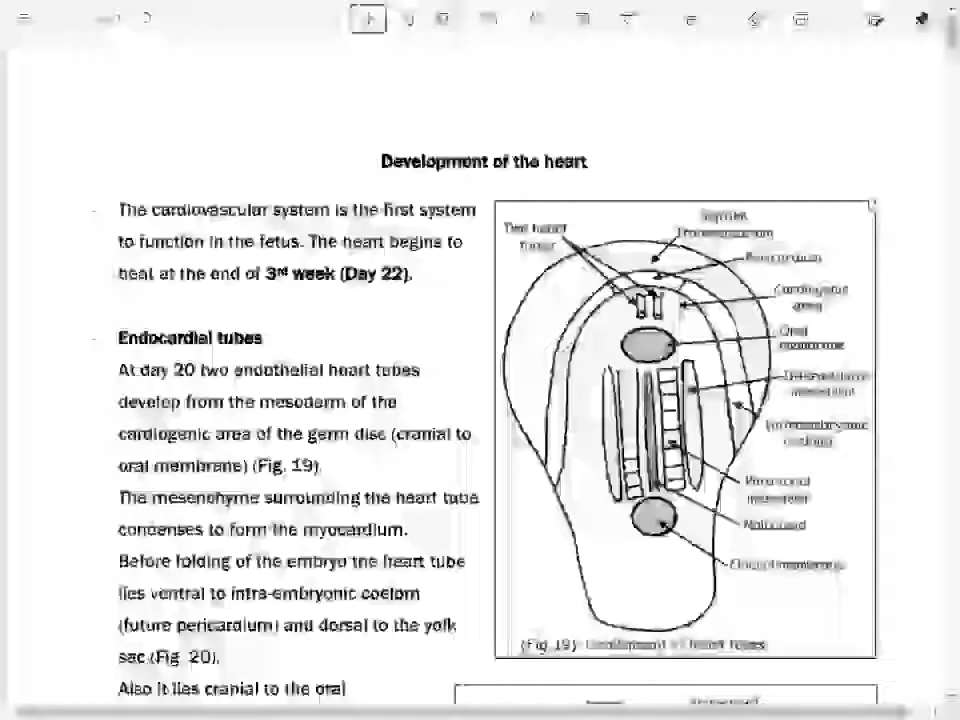 Development of the heart
- The cardiovascular system is the first system
to function in the fetus. The heart begins to
beat at the end of 3rd week (Day 22).
- Endocardial tubes
At day 20 two endothelial heart tubes
develop from the mesoderm of the
cardiogenic area of the germ disc (cranial to
oral membrane) (Fig. 19).
The mesenchyme surrounding the heart tube
condenses to form the myocardium.
Before folding of the embryo the heart tube
lies ventral to intra-embryonic coelom
(future pericardium) and dorsal to the yolk
sac (Fig. 20).
Also it lies cranial to the oral
Two heart
tubes
Septum
Transversum
Pericardium
Cardiogenic
area
Oral
membrane
mesoderm
Intraembryonic
Paraxial
mesoderm
Notochord
Cloacal membrane
(Fig. 19): Development of heart tubes